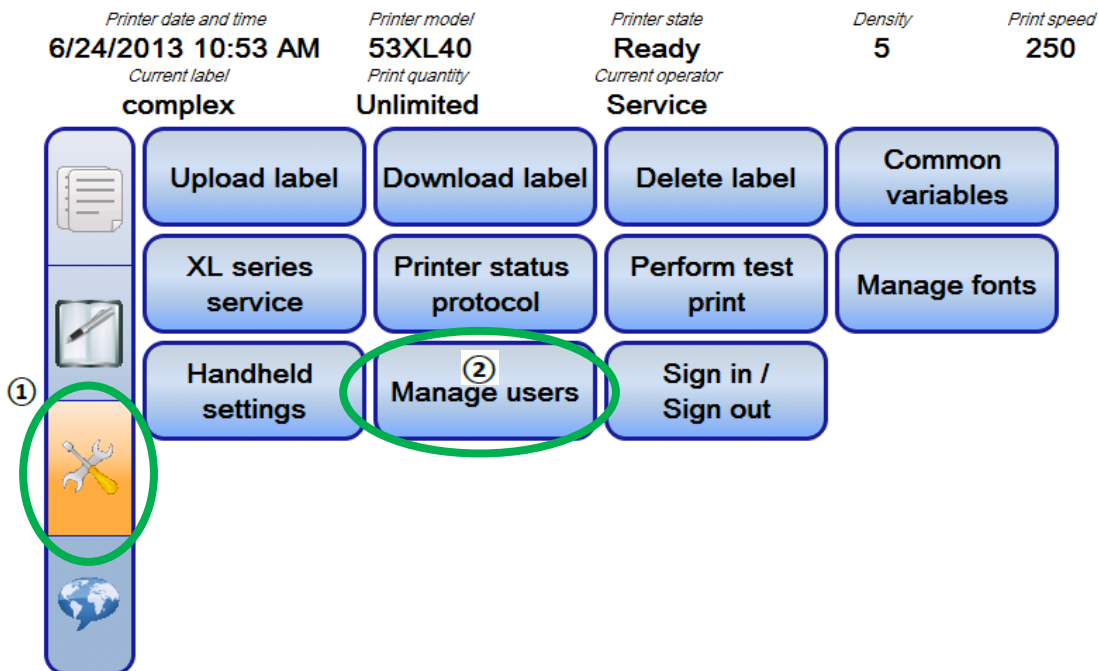 Printer date and time Printer model Printer state Density Print speed
6/24/2013 10:53 AM 53XL40 Ready 5 250
Current label Print quantity Current operator
complex Unlimited Service
Upload label Download label Delete label Common variables
XL series service Printer status protocol Perform test print Manage fonts
① Handheld settings ② Manage users Sign in / Sign out